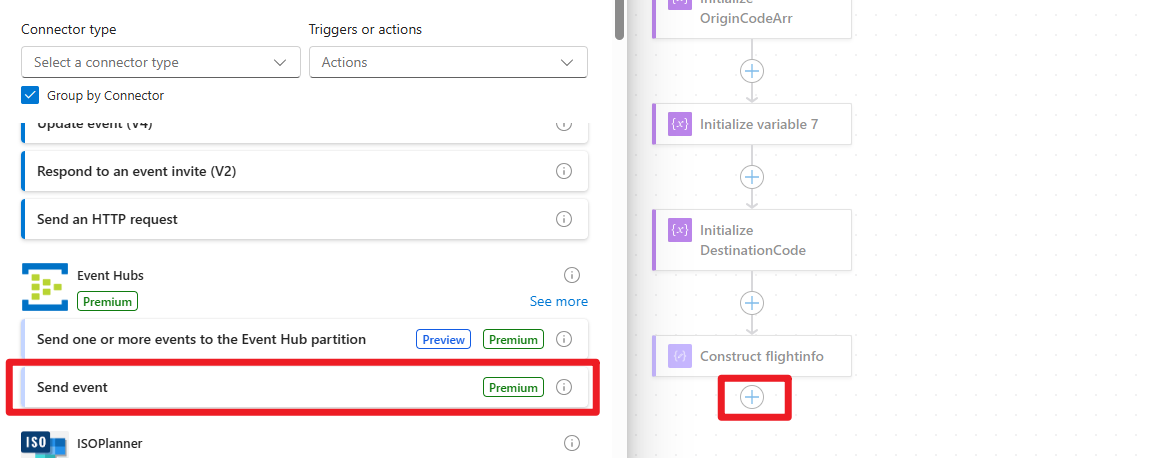 Connector type
Triggers or actions
Select a connector type
Actions
Group by Connector
Update event (V4)
Respond to an event invite (V2)
Send an HTTP request
Event Hubs
Premium
See more
Send one or more events to the Event Hub partition
Preview
Premium
Send event
Premium
ISO
ISOPlanner
Initialize
OriginCodeArr
{x}
Initialize variable 7
{x}
Initialize
DestinationCode
Construct flightinfo